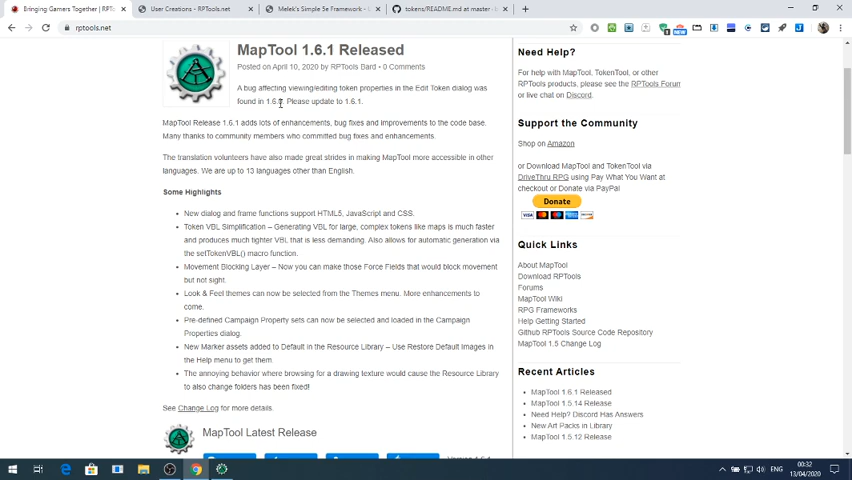 Bringing Gamers Together | RPT
User Creations - RPTools.net
Melek's Simple 5e Framework -
tokens/README.md at master ·
rptools.net
MapTool 1.6.1 Released
Posted on April 10, 2020 by RPTools Bard • 0 Comments
A bug affecting viewing/editing token properties in the Edit Token dialog was
found in 1.6. Please update to 1.6.1.
MapTool Release 1.6.1 adds lots of enhancements, bug fixes and improvements to the code base.
Many thanks to community members who committed bug fixes and enhancements.
The translation volunteers have also made great strides in making MapTool more accessible in other
languages. We are up to 13 languages other than English.
Some Highlights
• New dialog and frame functions support HTML5, JavaScript and CSS.
• Token VBL Simplification – Generating VBL for large, complex tokens like maps is much faster
and produces much tighter VBL that is less demanding. Also allows for automatic generation via
the setTokenVBL() macro function.
• Movement Blocking Layer – Now you can make those Force Fields that would block movement
but not sight.
• Look & Feel themes can now be selected from the Themes menu. More enhancements to
come.
• Pre-defined Campaign Property sets can now be selected and loaded in the Campaign
Properties dialog.
• New Marker assets added to Default in the Resource Library – Use Restore Default Images in
the Help menu to get them.
• The annoying behavior where browsing for a drawing texture would cause the Resource Library
to also change folders has been fixed!
See Change Log for more details.
MapTool Latest Release
Need Help?
For help with MapTool, TokenTool, or other
RPTools products, please see the RPTools Forum
or live chat on Discord.
Support the Community
Shop on Amazon
or Download MapTool and TokenTool via
DriveThru RPG using Pay What You Want at
checkout or Donate via PayPal
Donate
Quick Links
About MapTool
Download RPTools
Forums
MapTool Wiki
RPG Frameworks
Help Getting Started
Github RPTools Source Code Repository
MapTool 1.5 Change Log
Recent Articles
• MapTool 1.6.1 Released
• MapTool 1.5.14 Release
• Need Help? Discord Has Answers
• New Art Packs in Library
• MapTool 1.5.12 Release
ENG
00:32
13/04/2020